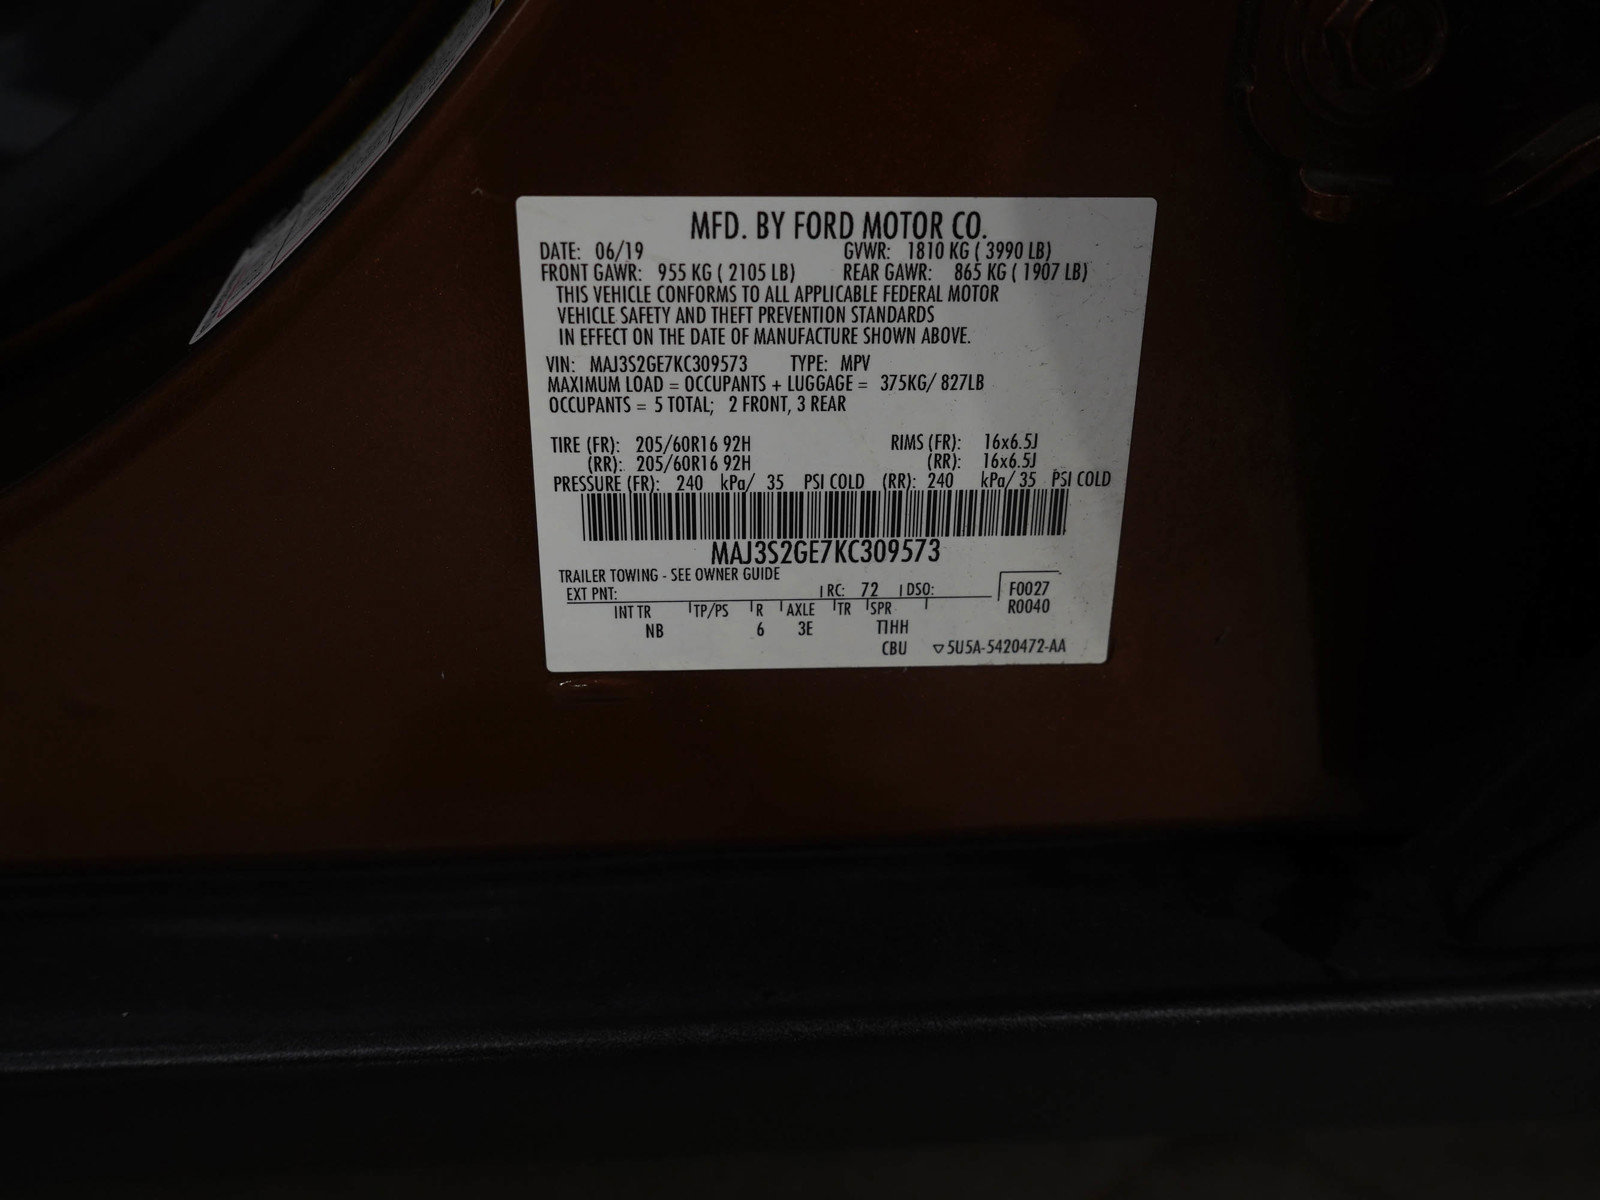 MFD. BY FORD MOTOR CO.
DATE: 06/19 GVWR: 1810 KG ( 3990 LB)
FRONT GAWR: 955 KG ( 2105 LB) REAR GAWR: 865 KG ( 1907 LB)
THIS VEHICLE CONFORMS TO ALL APPLICABLE FEDERAL MOTOR
VEHICLE SAFETY AND THEFT PREVENTION STANDARDS
IN EFFECT ON THE DATE OF MANUFACTURE SHOWN ABOVE.
VIN: MAJ3S2GE7KC309573 TYPE: MPV
MAXIMUM LOAD = OCCUPANTS + LUGGAGE = 375KG/ 827LB
OCCUPANTS = 5 TOTAL; 2 FRONT, 3 REAR
TIRE (FR): 205/60R16 92H RIMS (FR): 16x6.5J
(RR): 205/60R16 92H (RR): 16x6.5J
PRESSURE (FR): 240 kPa/ 35 PSI COLD (RR): 240 kPa/ 35 PSI COLD
MAJ3S2GE7KC309573
TRAILER TOWING - SEE OWNER GUIDE
EXT PNT: RC: 72 DSO: F0027
INT TR TP/PS R AXLE TR SPR R0040
NB 6 3E TIHH
CBU ▽5U5A-5420472-AA